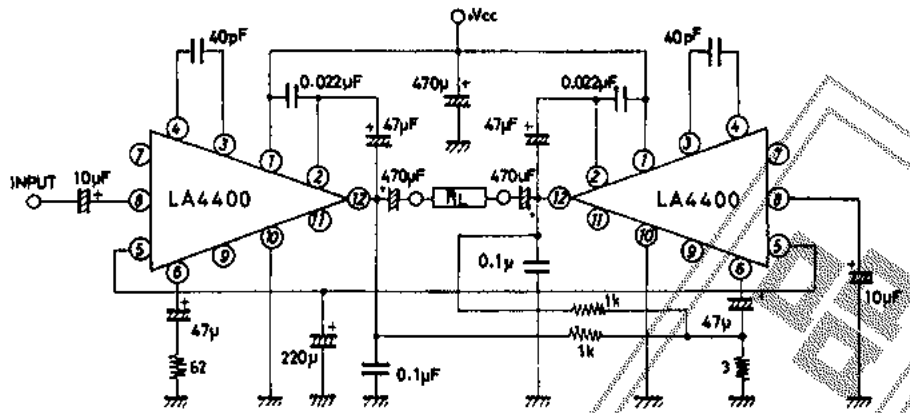 +Vcc
40pF
40pF
0.022µF
470µ
0.022µF
47µF
47µF
4
3
1
2
2
1
3
4
7
7
INPUT
10µF
8
LA4400
12
470µF
RL
470µF
12
LA4400
8
5
11
11
5
6
9
10
10
9
6
0.1µ
10µF
47µ
1k
47µ
62
220µ
1k
0.1µF
3